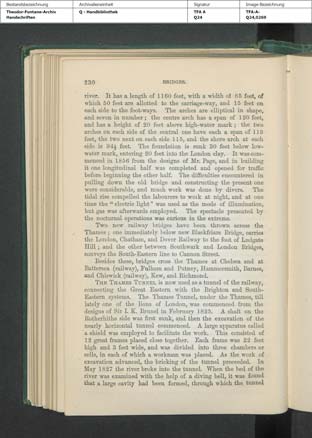 Bestandsbezeichnung
Archivalieneinheit
Signatur
Image-Bezeichnung
Theodor-Fontane-Archiv
Handschriften
Q - Handbibliothek
TFA A
Q24
TFA-A-
Q24,0268
230 BRIDGES.
river. It has a length of 1160 feet, with a width of 85 feet, of
which 50 feet are allotted to the carriage-way, and 15 feet on
each side to the footways. The arches are elliptical in shape,
and seven in number; the centre arch has a span of 120 feet,
and has a height of 20 feet above high-water mark; the two
arches on each side of the central one have each a span of 115
feet, the two next on each side 115, and the shore arch at each
side is 94½ feet. The foundation is sunk 30 feet below low-
water mark, entering 20 feet into the London clay. It was com-
menced in 1856 from the designs of Mr. Page, and in building
it one longitudinal half was completed and opened for traffic
before beginning the other half. The difficulties encountered in
pulling down the old bridge and constructing the present one
were considerable, and much work was done by divers. The
tidal rise compelled the labourers to work at night, and at one
time the "electric light" was used as the mode of illumination,
but gas was afterwards employed. The spectacle presented by
the nocturnal operations was curious in the extreme.
Two new railway bridges have been thrown across the
Thames; one immediately below new Blackfriars Bridge, carries
the London, Chatham, and Dover Railway to the foot of Ludgate
Hill; and the other between Southwark and London Bridges,
conveys the South-Eastern line to Cannon Street.
Besides these, bridges cross the Thames at Chelsea and at
Battersea (railway), Fulham and Putney, Hammersmith, Barnes,
and Chiswick (railway), Kew, and Richmond.
THE THAMES TUNNEL is now used as a tunnel of the railway,
connecting the Great Eastern with the Brighton and South-
Eastern systems. The Thames Tunnel, under the Thames, till
lately one of the lions of London, was commenced from the
designs of Sir I. K. Brunel in February 1825. A shaft on the
Rotherhithe side was first sunk, and then the excavation of the
nearly horizontal tunnel commenced. A large apparatus called
a shield was employed to facilitate the work. This consisted of
12 great frames placed close together. Each frame was 22 feet
high and 3 feet wide, and was divided into three chambers or
cells, in each of which a workman was placed. As the work of
excavation advanced, the bricking of the tunnel proceeded. In
May 1827 the river broke into the tunnel. When the bed of the
river was examined with the help of a diving bell, it was found
that a large cavity had been formed, through which the tunnel